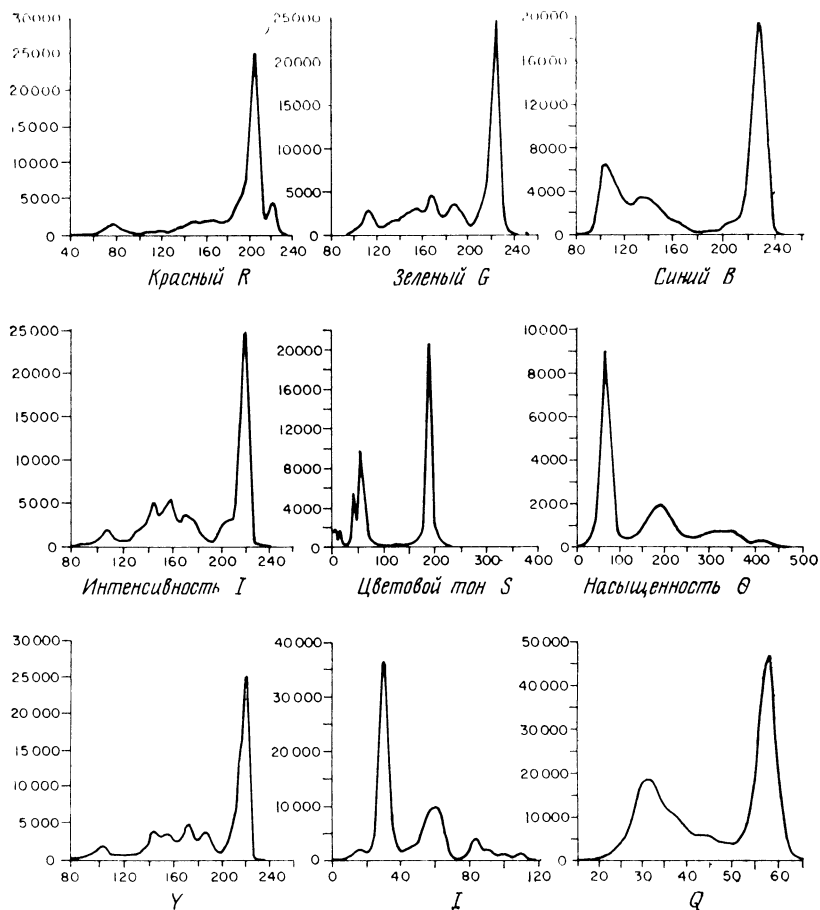 30000 25000 20000 15000 10000 5000 0
40 80 120 160 200 240
Красный R
25000 20000 15000 10000 5000 0
80 120 160 200 240 260
Зеленый G
20000 16000 12000 8000 4000 0
80 120 160 200 240
Синий B
25000 20000 15000 10000 5000 0
80 120 160 200 240
Интенсивность I
20000 16000 12000 8000 4000 0
0 100 200 300 400
Цветовой тон S
10000 8000 6000 4000 2000 0
0 100 200 300 400 500
Насыщенность Θ
30000 25000 20000 15000 10000 5000 0
80 120 160 200 240
Y
40000 30000 20000 10000 0
0 40 80 120
I
50000 40000 30000 20000 10000 0
20 30 40 50 60
Q